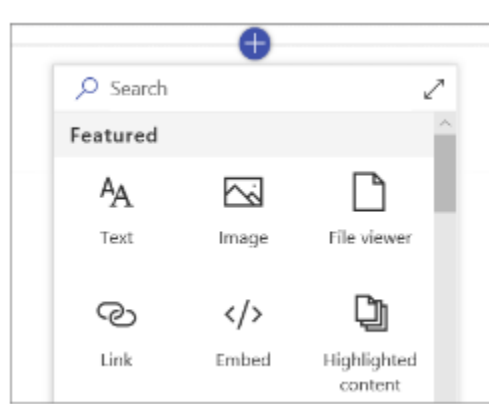 Search
Featured
Text
Image
File viewer
Link
Embed
Highlighted
content